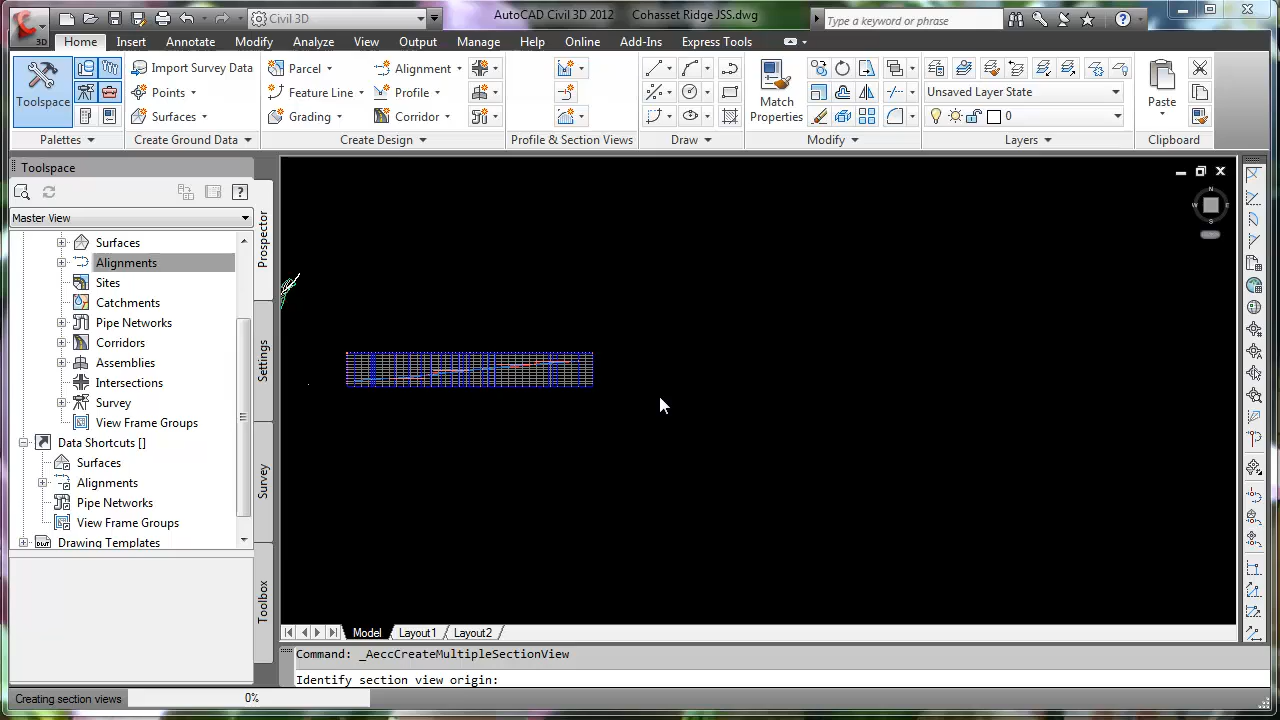 Civil 3D
AutoCAD Civil 3D 2012 Cohasset Ridge JSS.dwg
Type a keyword or phrase
3D
Home Insert Annotate Modify Analyze View Output Manage Help Online Add-Ins Express Tools
Toolspace
Import Survey Data
Points
Surfaces
Parcel
Feature Line
Grading
Alignment
Profile
Corridor
Match
Properties
Unsaved Layer State
0
Paste
Palettes Create Ground Data Create Design Profile & Section Views Draw Modify Layers Clipboard
Toolspace
Master View
Surfaces
Alignments
Sites
Catchments
Pipe Networks
Corridors
Assemblies
Intersections
Survey
View Frame Groups
Data Shortcuts []
Surfaces
Alignments
Pipe Networks
View Frame Groups
Drawing Templates
Prospector
Settings
Survey
Toolbox
N
W
E
S
Model Layout1 Layout2
Command: _AeccCreateMultipleSectionView
Identify section view origin:
Creating section views 0%